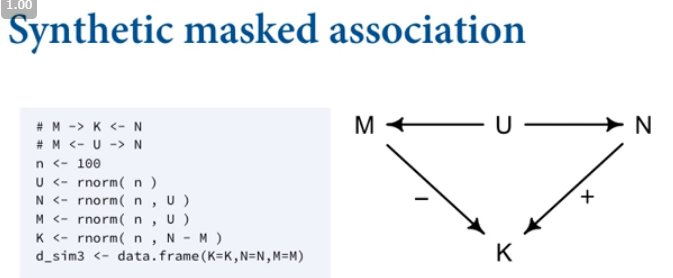 1.00
Synthetic masked association
# M -> K <- N
# M <- U -> N
n <- 100
U <- rnorm( n )
N <- rnorm( n , U )
M <- rnorm( n , U )
K <- rnorm( n , N - M )
d_sim3 <- data.frame(K=K,N=N,M=M)
M U N
− +
K